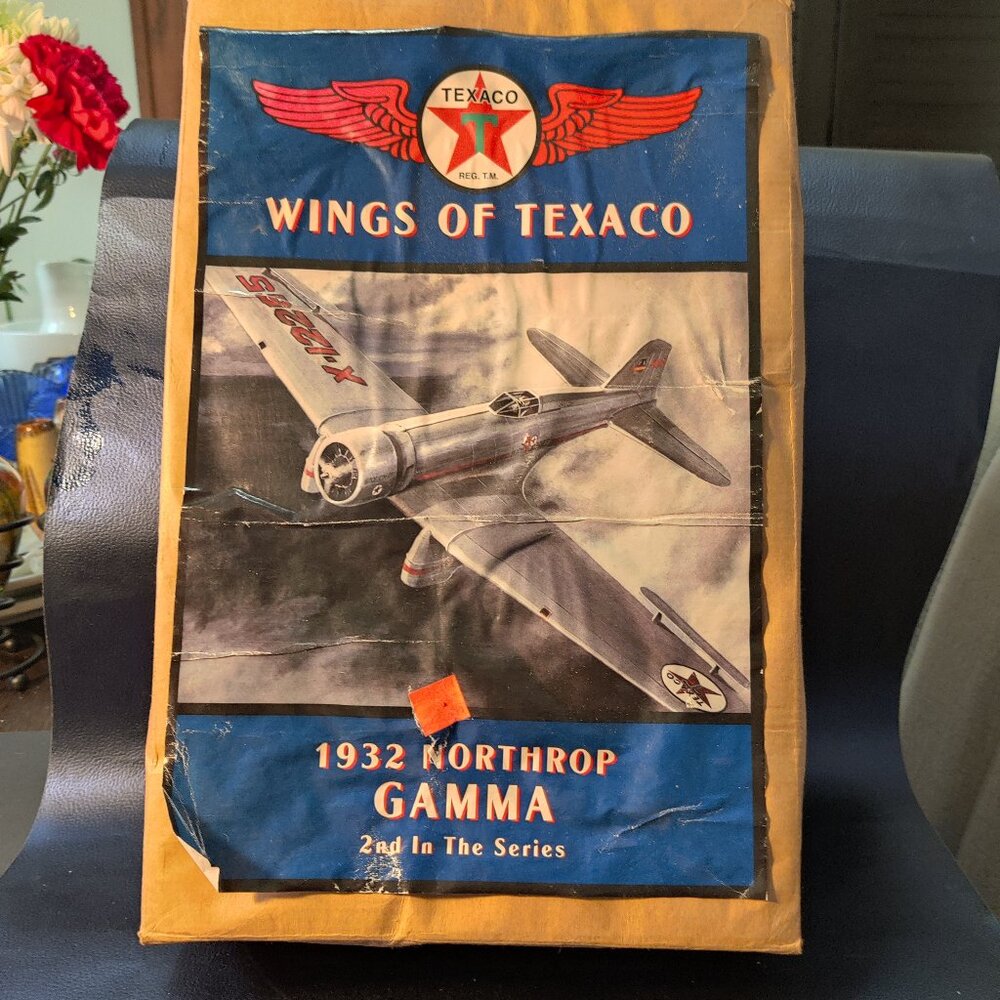 TEXACO
T
REG. T.M.
WINGS OF TEXACO
X-12265
1932 NORTHROP
GAMMA
2nd In The Series